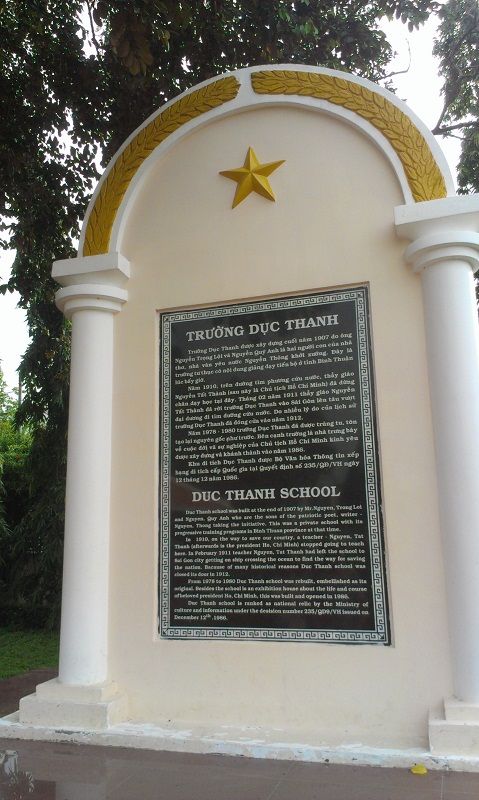 TRƯỜNG DỤC THANH
Trường Dục Thanh được xây dựng cuối năm 1907 do ông
Nguyễn Trọng Lội và Nguyễn Quý Anh là hai người con của nhà
thơ, nhà văn yêu nước Nguyễn Thông khởi xướng. Đây là
trường tư thục có nội dung giảng dạy tiến bộ ở tỉnh Bình Thuận
lúc bấy giờ.
Năm 1910, trên đường tìm phương cứu nước, thầy giáo
Nguyễn Tất Thành (sau này là Chủ tịch Hồ Chí Minh) đã dừng
chân dạy học tại đây. Tháng 02 năm 1911 thầy giáo Nguyễn
Tất Thành đã rời trường Dục Thanh vào Sài Gòn lên tàu vượt
đại dương đi tìm đường cứu nước. Do nhiều lý do của lịch sử
trường Dục Thanh đã đóng cửa vào năm 1912.
Năm 1978 - 1980 trường Dục Thanh đã được trùng tu, tôn
tạo lại nguyên gốc như trước. Bên cạnh trường là nhà trưng bày
về cuộc đời và sự nghiệp của Chủ tịch Hồ Chí Minh kính yêu
được xây dựng và khánh thành vào năm 1986.
Khu di tích Dục Thanh được Bộ Văn hóa Thông tin xếp
hạng di tích cấp Quốc gia tại Quyết định số 235/QĐ/VH ngày
12 tháng 12 năm 1986.
DUC THANH SCHOOL
Duc Thanh school was built at the end of 1907 by Mr. Nguyen, Trong Loi
and Nguyen, Quy Anh who are the sons of the patriotic poet, writer -
Nguyen, Thong taking the initiative. This was a private school with its
progressive training programs in Binh Thuan province at that time.
In 1910, on the way to save our country, a teacher - Nguyen, Tat
Thanh (afterwards is the president Ho, Chi Minh) stopped going to teach
here. In February 1911 teacher Nguyen, Tat Thanh had left the school to
Sai Gon city getting on ship crossing the ocean to find the way for saving
the nation. Because of many historical reasons Duc Thanh school was
closed its door in 1912.
From 1978 to 1980 Duc Thanh school was rebuilt, embellished as its
original. Besides the school is an exhibition house about the life and course
of beloved president Ho, Chi Minh, this was built and opened in 1986.
Duc Thanh school is ranked as national relic by the Ministry of
culture and information under the decision number 235/QĐ/VH issued on
December 12th, 1986.